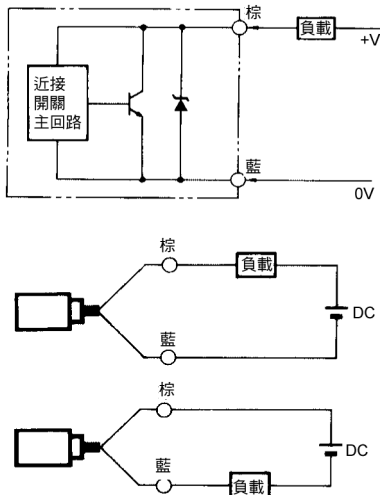 棕
負載
+V
近接
開關
主回路
藍
0V
棕
負載
DC
藍
棕
DC
藍
負載